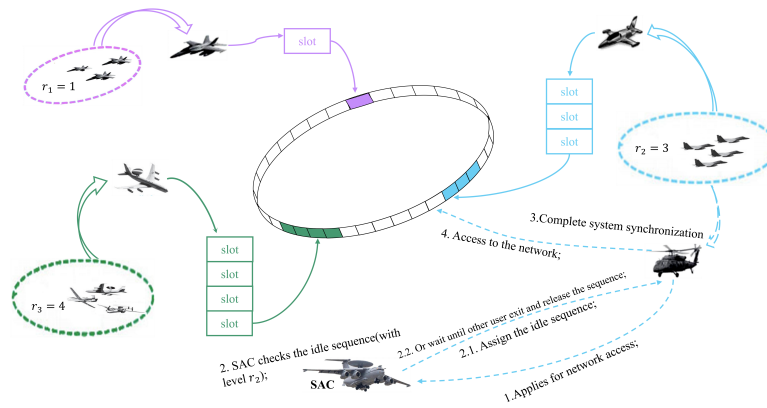 slot
r₁ = 1
slot
slot
slot
r₂ = 3
3.Complete system synchronization
4. Access to the network;
slot
slot
slot
slot
r₃ = 4
2.2. Or wait until other user exit and release the sequence;
2.1. Assign the idle sequence;
2. SAC checks the idle sequence(with
level r₂);
SAC
1.Applies for network access;